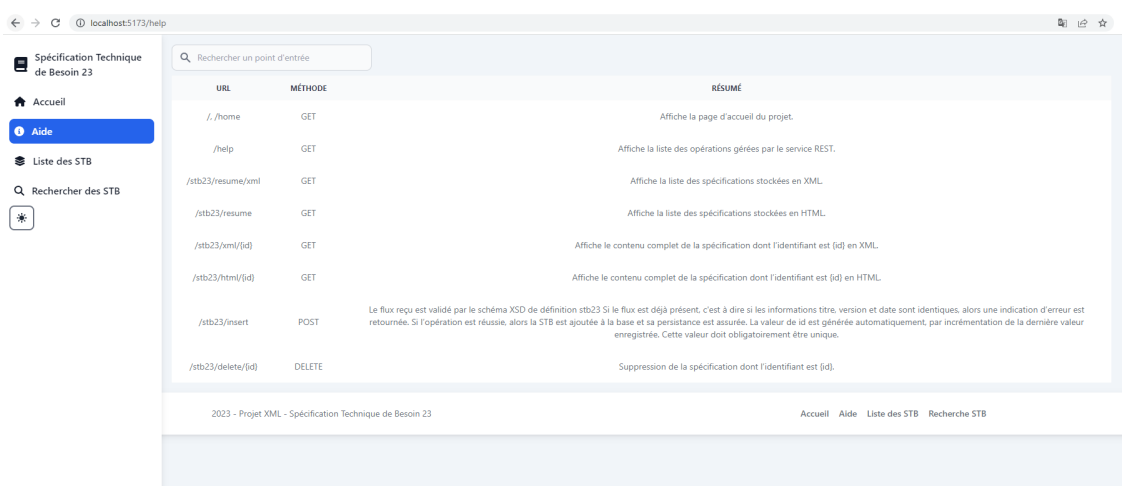 localhost:5173/help
Spécification Technique
de Besoin 23
Accueil
Aide
Liste des STB
Rechercher des STB
Rechercher un point d'entrée
URL MÉTHODE RÉSUMÉ
/, /home GET Affiche la page d'accueil du projet.
/help GET Affiche la liste des opérations gérées par le service REST.
/stb23/resume/xml GET Affiche la liste des spécifications stockées en XML.
/stb23/resume GET Affiche la liste des spécifications stockées en HTML.
/stb23/xml/{id} GET Affiche le contenu complet de la spécification dont l'identifiant est {id} en XML.
/stb23/html/{id} GET Affiche le contenu complet de la spécification dont l'identifiant est {id} en HTML.
Le flux reçu est validé par le schéma XSD de définition stb23 Si le flux est déjà présent, c'est à dire si les informations titre, version et date sont identiques, alors une indication d'erreur est
/stb23/insert POST retournée. Si l'opération est réussie, alors la STB est ajoutée à la base et sa persistance est assurée. La valeur de id est générée automatiquement, par incrémentation de la dernière valeur
enregistrée. Cette valeur doit obligatoirement être unique.
/stb23/delete/{id} DELETE Suppression de la spécification dont l'identifiant est {id}.
2023 - Projet XML - Spécification Technique de Besoin 23 Accueil Aide Liste des STB Recherche STB